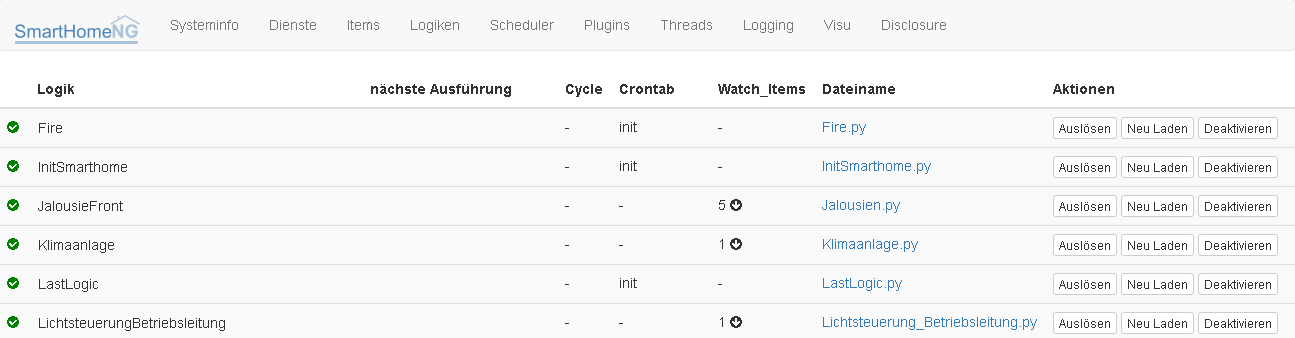 SmartHomeNG Systeminfo Dienste Items Logiken Scheduler Plugins Threads Logging Visu Disclosure
Logik nächste Ausführung Cycle Crontab Watch_Items Dateiname Aktionen
Fire - init - Fire.py Auslösen Neu Laden Deaktivieren
InitSmarthome - init - InitSmarthome.py Auslösen Neu Laden Deaktivieren
JalousieFront - - 5 Jalousien.py Auslösen Neu Laden Deaktivieren
Klimaanlage - - 1 Klimaanlage.py Auslösen Neu Laden Deaktivieren
LastLogic - init - LastLogic.py Auslösen Neu Laden Deaktivieren
LichtsteuerungBetriebsleitung - - 1 Lichtsteuerung_Betriebsleitung.py Auslösen Neu Laden Deaktivieren